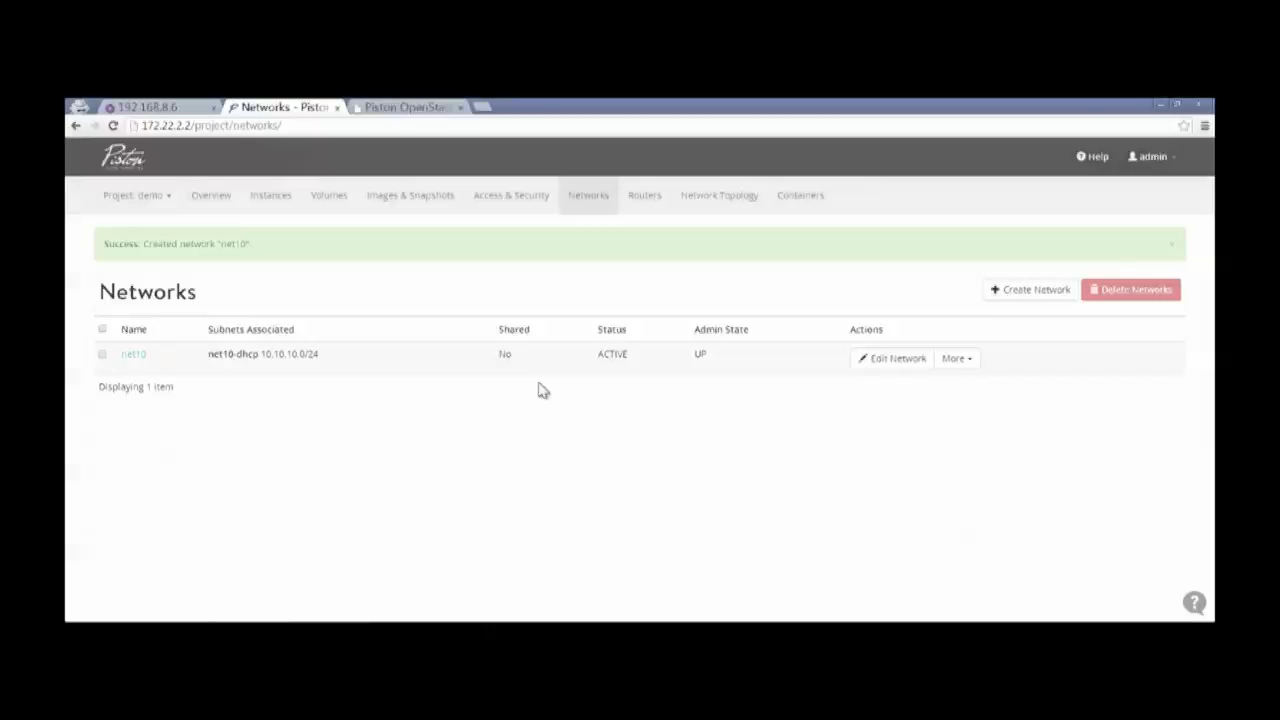 192.168.8.6
Networks - Pistor
Piston OpenSta
172.22.2.2/project/networks/
Piston
Help
admin
Project: demo
Overview
Instances
Volumes
Images & Snapshots
Access & Security
Networks
Routers
Network Topology
Containers
Success: Created network "net10".
Networks
Create Network
Delete Networks
Name Subnets Associated Shared Status Admin State Actions
net10 net10-dhcp 10.10.10.0/24 No ACTIVE UP Edit Network More
Displaying 1 item
?